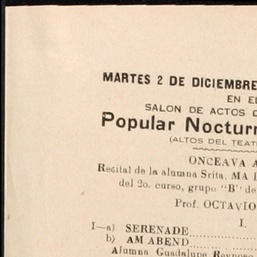 MARTES 2 DE DICIEMBRE
EN EL
SALON DE ACTOS D
Popular Nocturn
(ALTOS DEL TEAT
ONCEAVA A
Recital de la alumna Srita. MA L
del 2o. curso, grupo "B" de
Prof. OCTAVIO
I.
I—a) SERENADE
b) AM ABEND
Alumna Guadalupe Reynoso